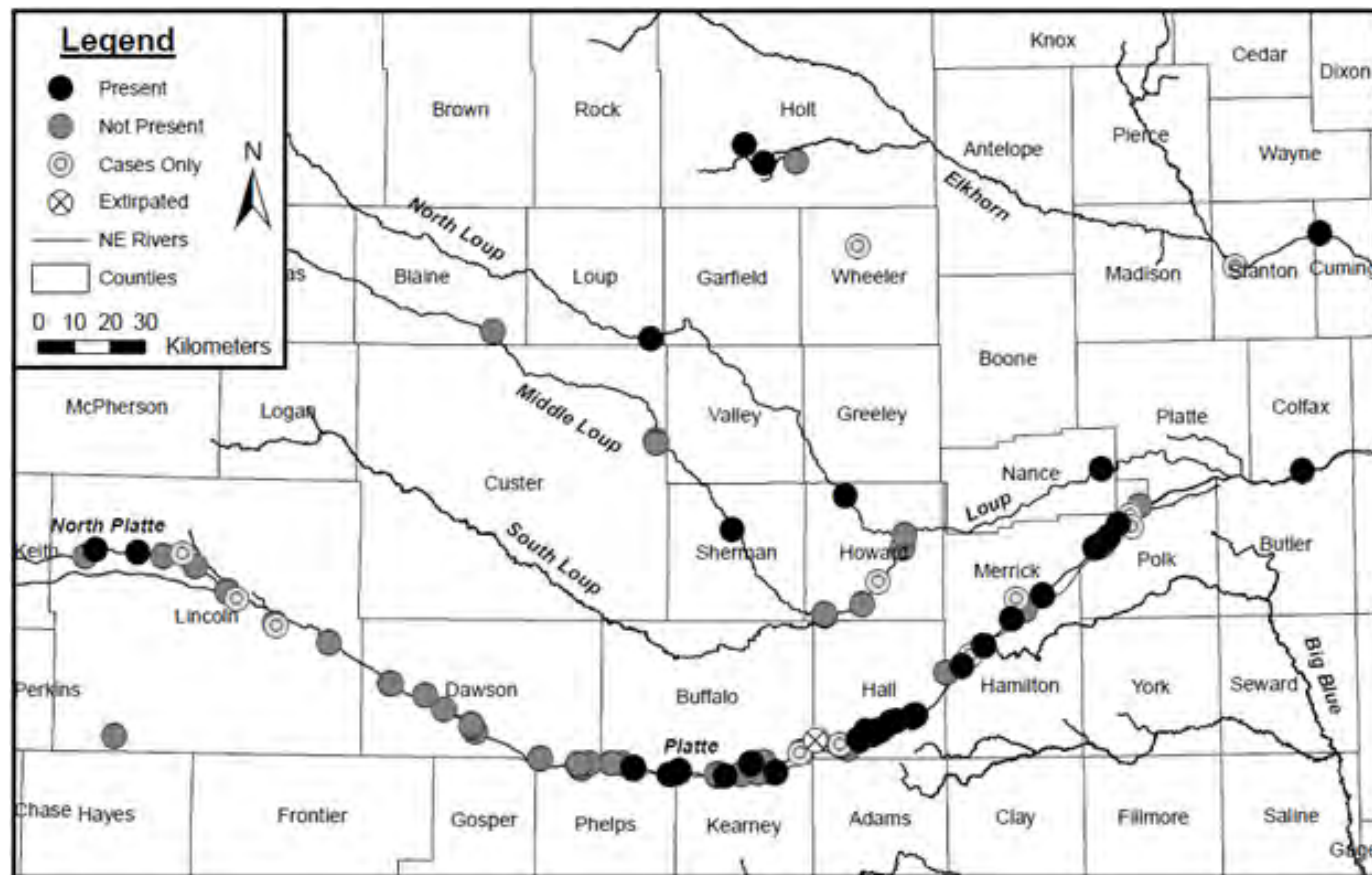 Legend
Present
Not Present
Cases Only
Extirpated
NE Rivers
Counties
0 10 20 30
Kilometers
N
Knox
Cedar
Dixon
Brown
Rock
Holt
Antelope
Pierce
Wayne
Elkhorn
North Loup
as
Blaine
Loup
Garfield
Wheeler
Madison
Stanton
Cuming
Boone
McPherson
Logan
Middle Loup
Valley
Greeley
Platte
Colfax
Custer
Nance
Loup
North Platte
Keith
South Loup
Sherman
Howard
Merrick
Polk
Butler
Lincoln
Perkins
Dawson
Buffalo
Hall
Hamilton
York
Seward
Big Blue
Platte
Chase
Hayes
Frontier
Gosper
Phelps
Kearney
Adams
Clay
Fillmore
Saline
Gage